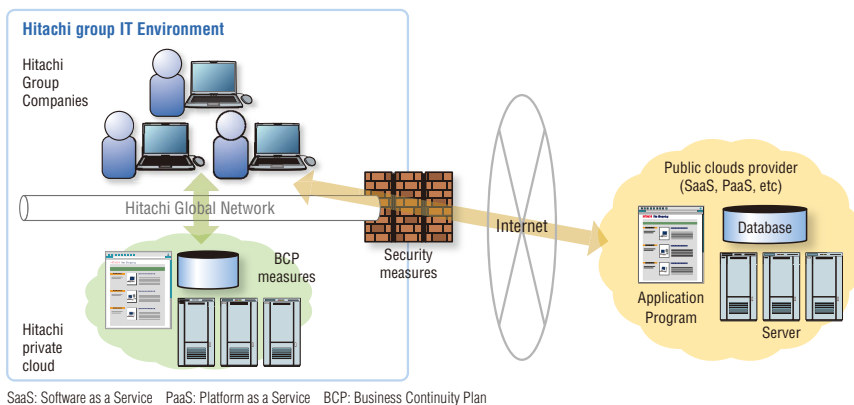 Hitachi group IT Environment
Hitachi
Group
Companies
Hitachi Global Network
BCP
measures
Hitachi
private
cloud
Security
measures
Internet
Public clouds provider
(SaaS, PaaS, etc)
Database
Application
Program
Server
SaaS: Software as a Service PaaS: Platform as a Service BCP: Business Continuity Plan